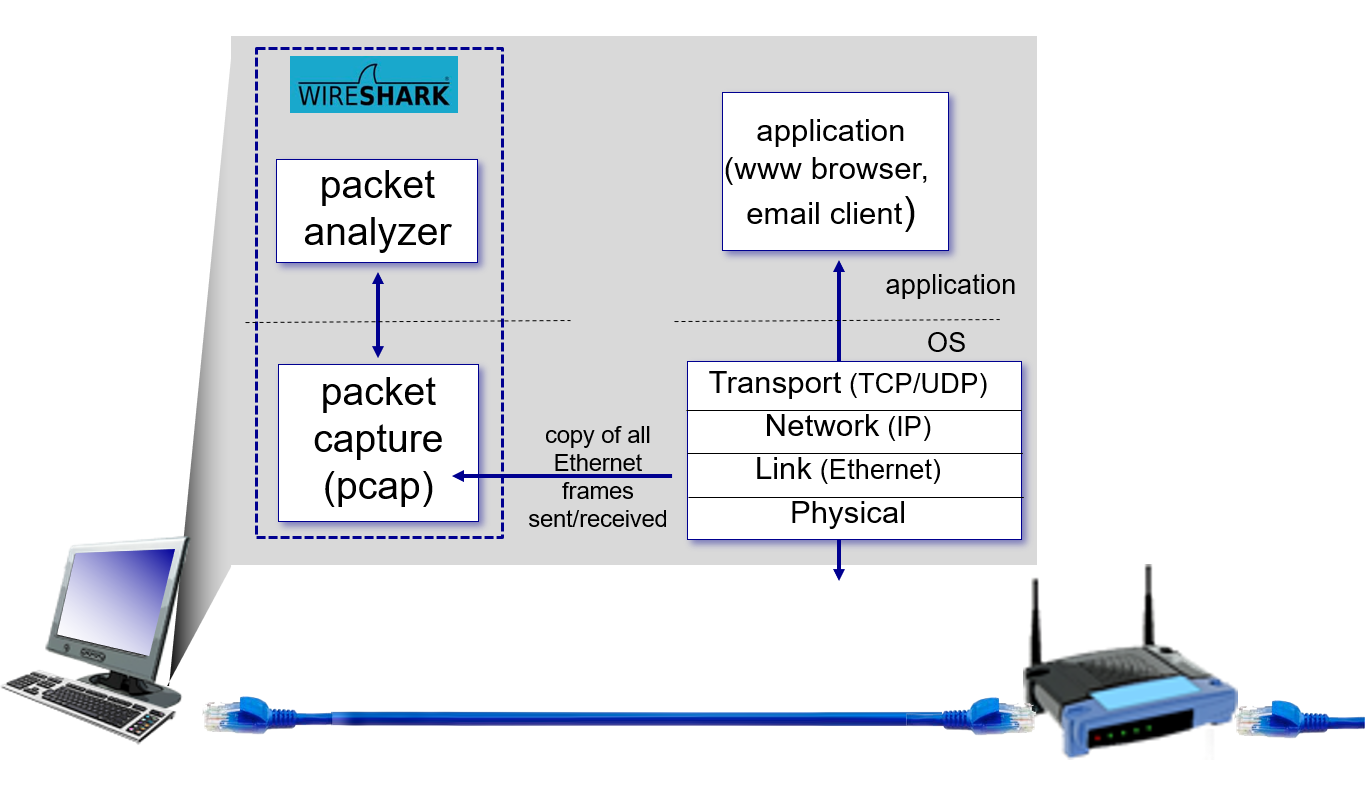 WIRESHARK
packet
analyzer
packet
capture
(pcap)
copy of all
Ethernet
frames
sent/received
application
(www browser,
email client)
application
OS
Transport (TCP/UDP)
Network (IP)
Link (Ethernet)
Physical